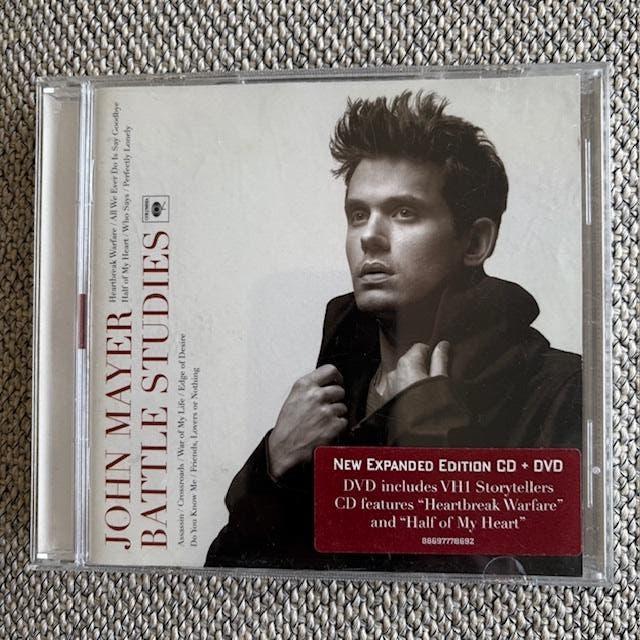 JOHN MAYER
BATTLE STUDIES
Heartbreak Warfare / All We Ever Do Is Say Goodbye
Half of My Heart / Who Says / Perfectly Lonely
Assassin / Crossroads / War of My Life / Edge of Desire
Do You Know Me / Friends, Lovers or Nothing
COLUMBIA
NEW EXPANDED EDITION CD + DVD
DVD includes VH1 Storytellers
CD features “Heartbreak Warfare”
and “Half of My Heart”
88697778692